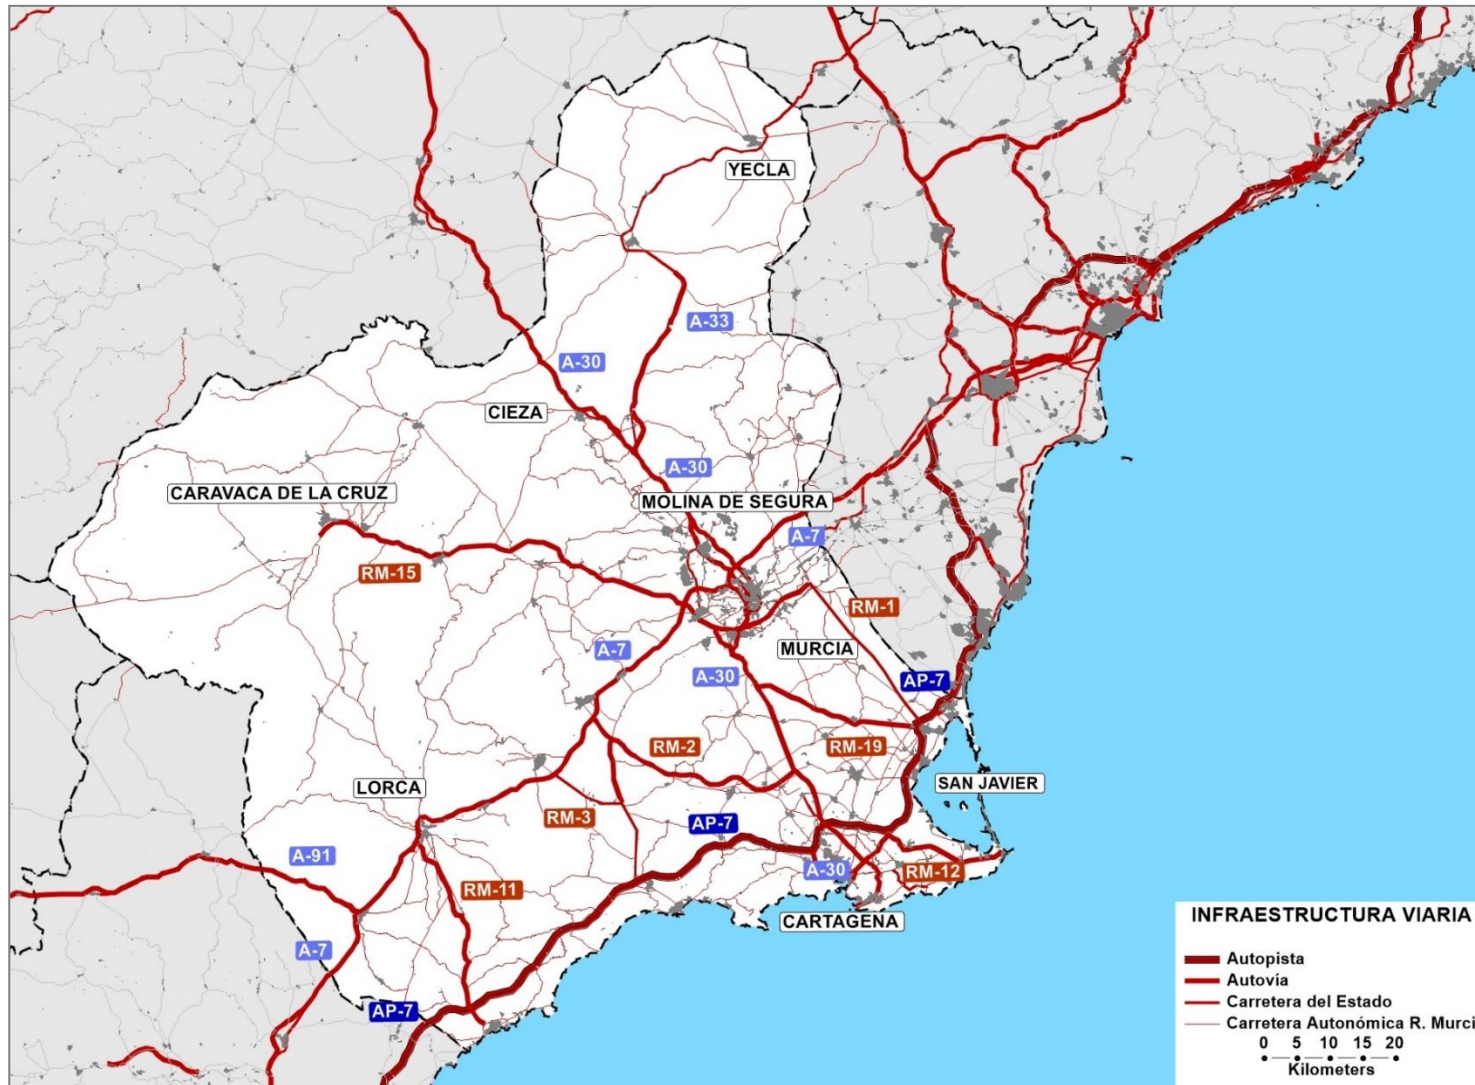 YECLA
A-33
A-30
CIEZA
A-30
CARAVACA DE LA CRUZ
MOLINA DE SEGURA
A-7
RM-15
RM-1
A-7
MURCIA
A-30
AP-7
RM-2
RM-19
LORCA
SAN JAVIER
RM-3
AP-7
A-91
RM-11
A-30
RM-12
CARTAGENA
A-7
AP-7
INFRAESTRUCTURA VIARIA
Autopista
Autovía
Carretera del Estado
Carretera Autonómica R. Murci
0 5 10 15 20
Kilometers